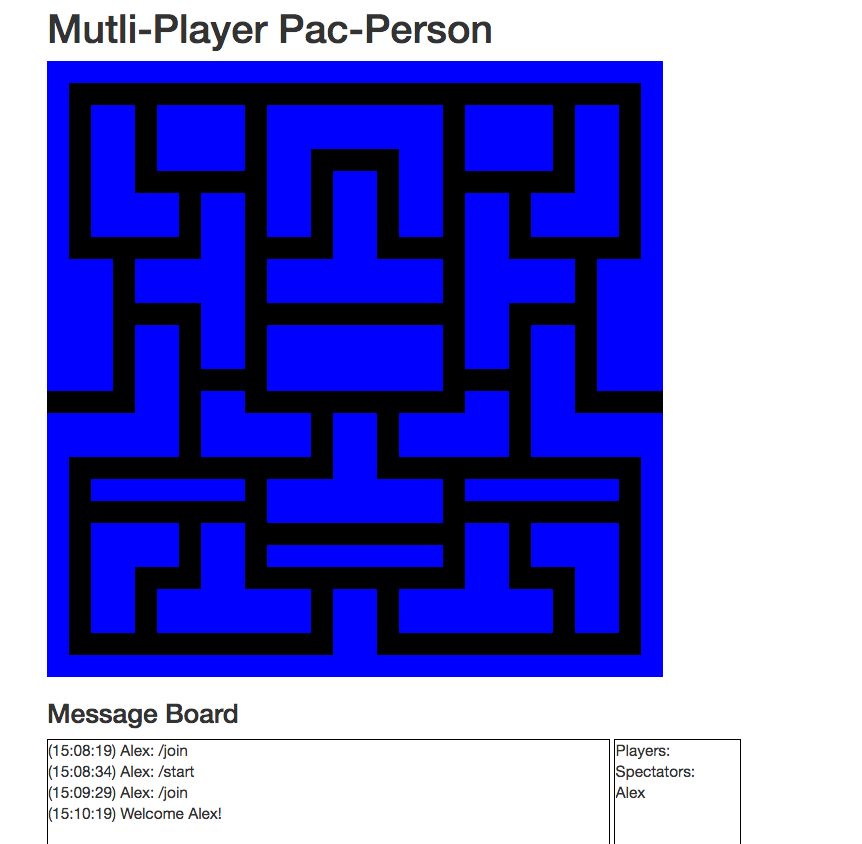 Mutli-Player Pac-Person
Message Board
(15:08:19) Alex: /join
(15:08:34) Alex: /start
(15:09:29) Alex: /join
(15:10:19) Welcome Alex!
Players:
Spectators:
Alex